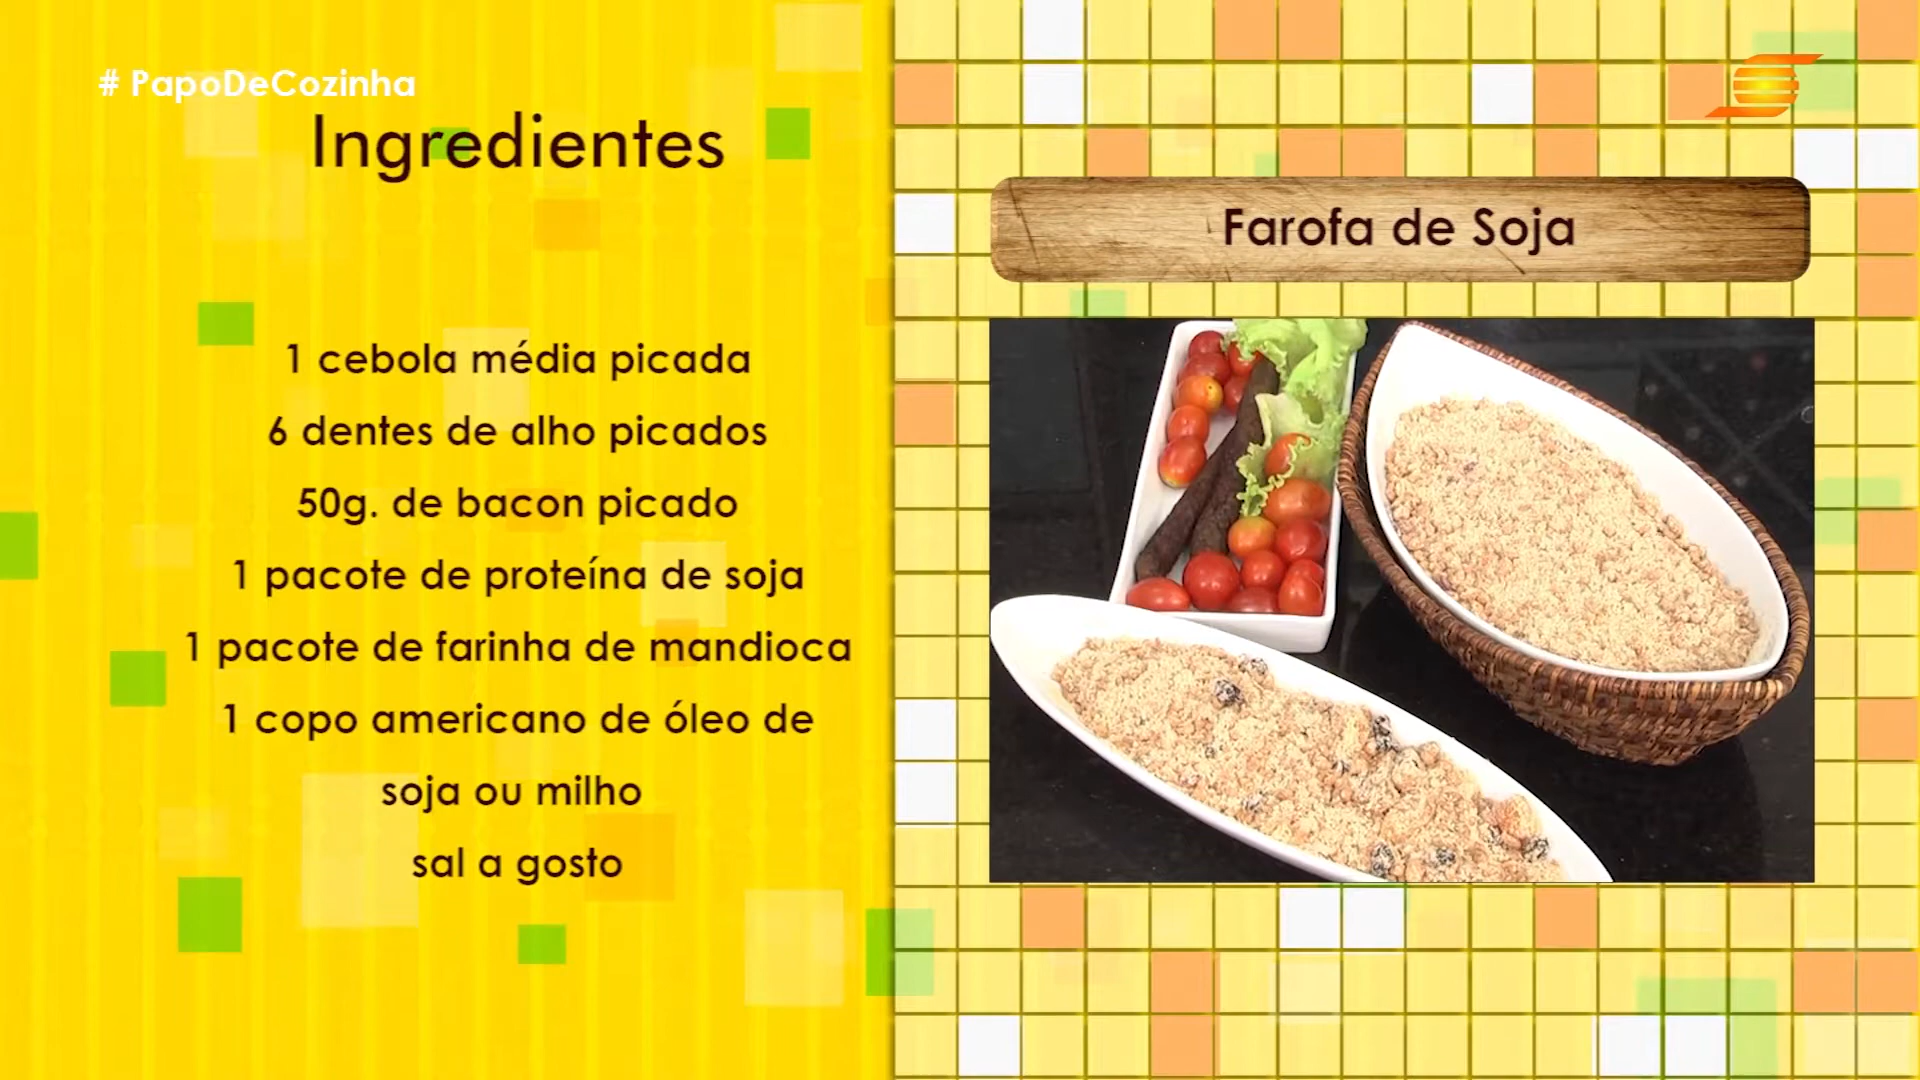 # PapoDeCozinha
Ingredientes
1 cebola média picada
6 dentes de alho picados
50g. de bacon picado
1 pacote de proteína de soja
1 pacote de farinha de mandioca
1 copo americano de óleo de
soja ou milho
sal a gosto
Farofa de Soja